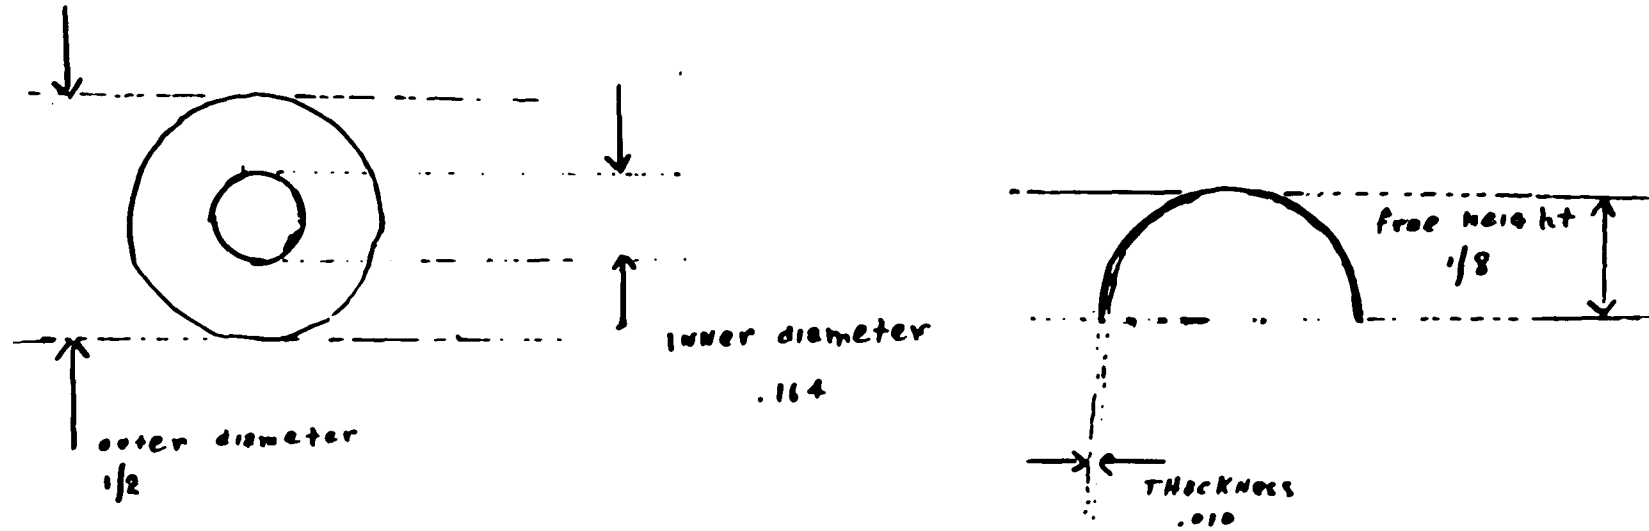 outer diameter
1/2
inner diameter
.164
free height
1/8
THICKNESS
.010